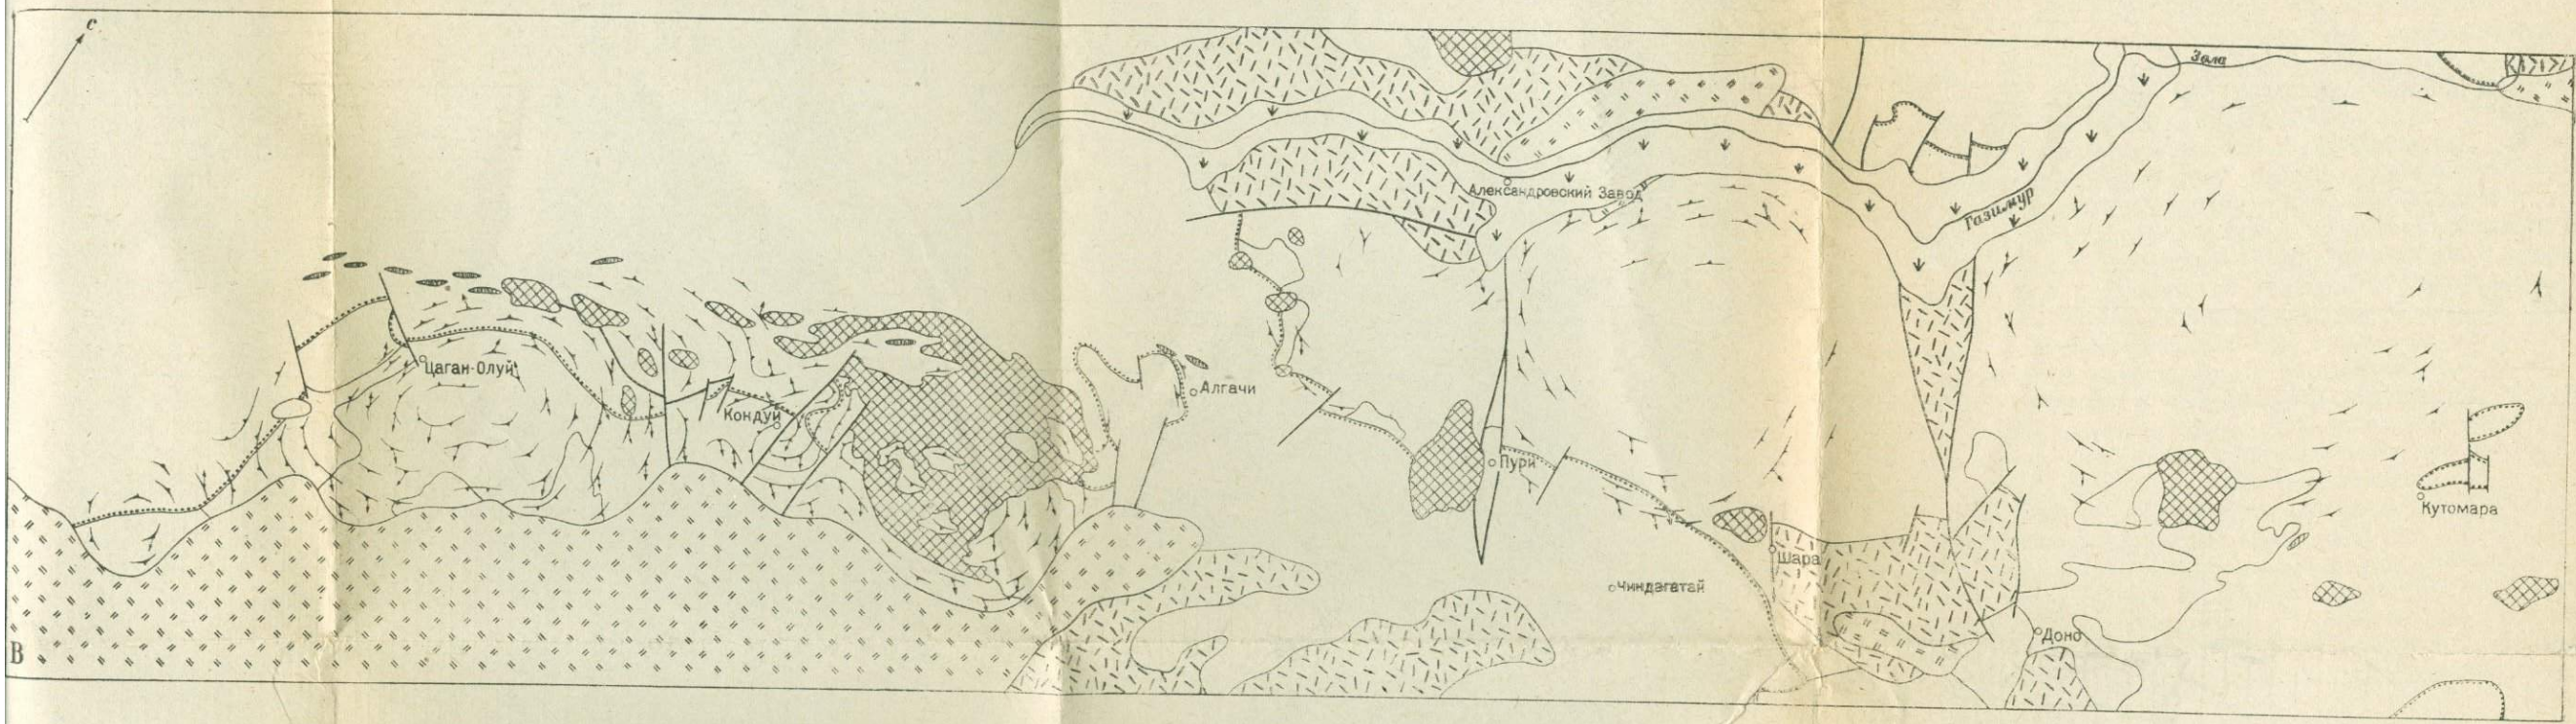 С
Зола
Александровский Завод
Газимур
Цаган-Олуй
Алгачи
Кондуй
Пури
Кутомара
Шара
Чиндагатай
Доно
В